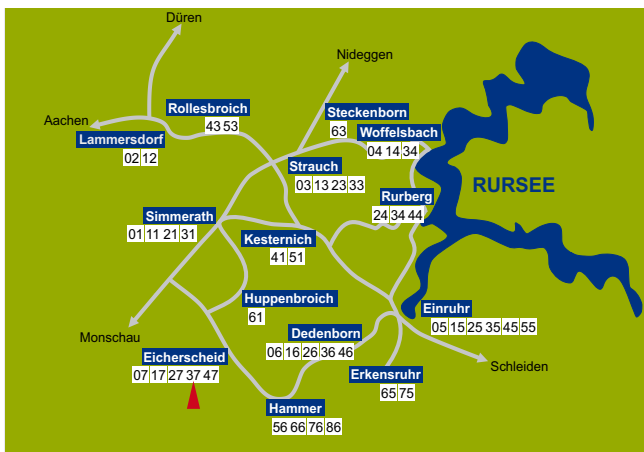 Düren
Nideggen
Aachen
Rollesbroich
43 53
Lammersdorf
02 12
Steckenborn
63
Woffelsbach
04 14 34
Strauch
03 13 23 33
RURSEE
Rurberg
24 34 44
Simmerath
01 11 21 31
Kesternich
41 51
Huppenbroich
61
Einruhr
05 15 25 35 45 55
Monschau
Dedenborn
06 16 26 36 46
Eicherscheid
07 17 27 37 47
Schleiden
Erkensruhr
65 75
Hammer
56 66 76 86